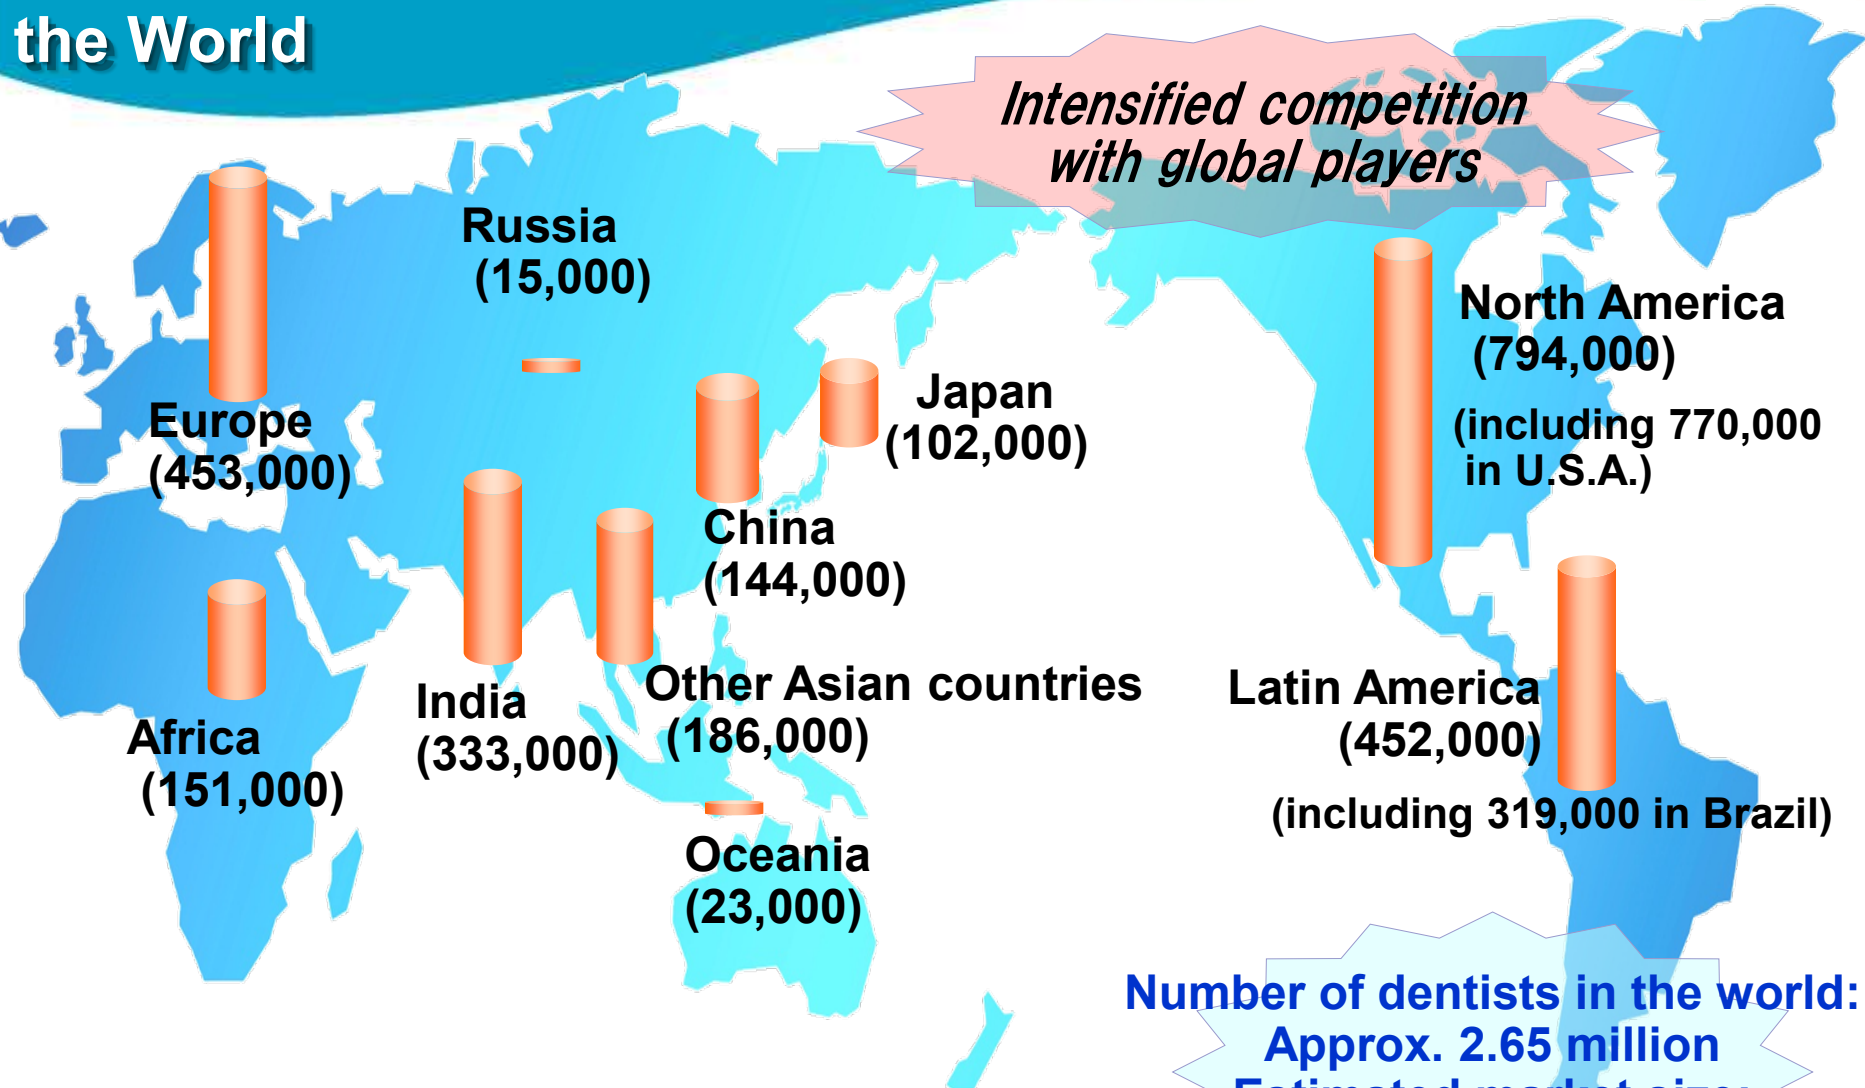 the World
Intensified competition
with global players
Russia
(15,000)
North America
(794,000)
(including 770,000
in U.S.A.)
Japan
(102,000)
Europe
(453,000)
China
(144,000)
Other Asian countries
(186,000)
India
(333,000)
Latin America
(452,000)
(including 319,000 in Brazil)
Africa
(151,000)
Oceania
(23,000)
Number of dentists in the world:
Approx. 2.65 million
Estimated market size: